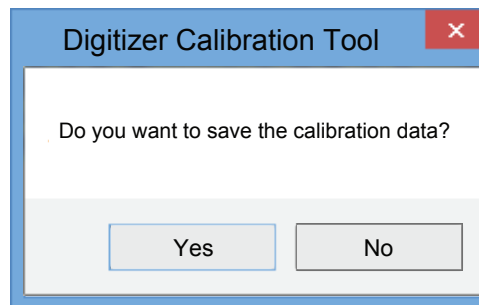 Digitizer Calibration Tool
Do you want to save the calibration data?
Yes
No